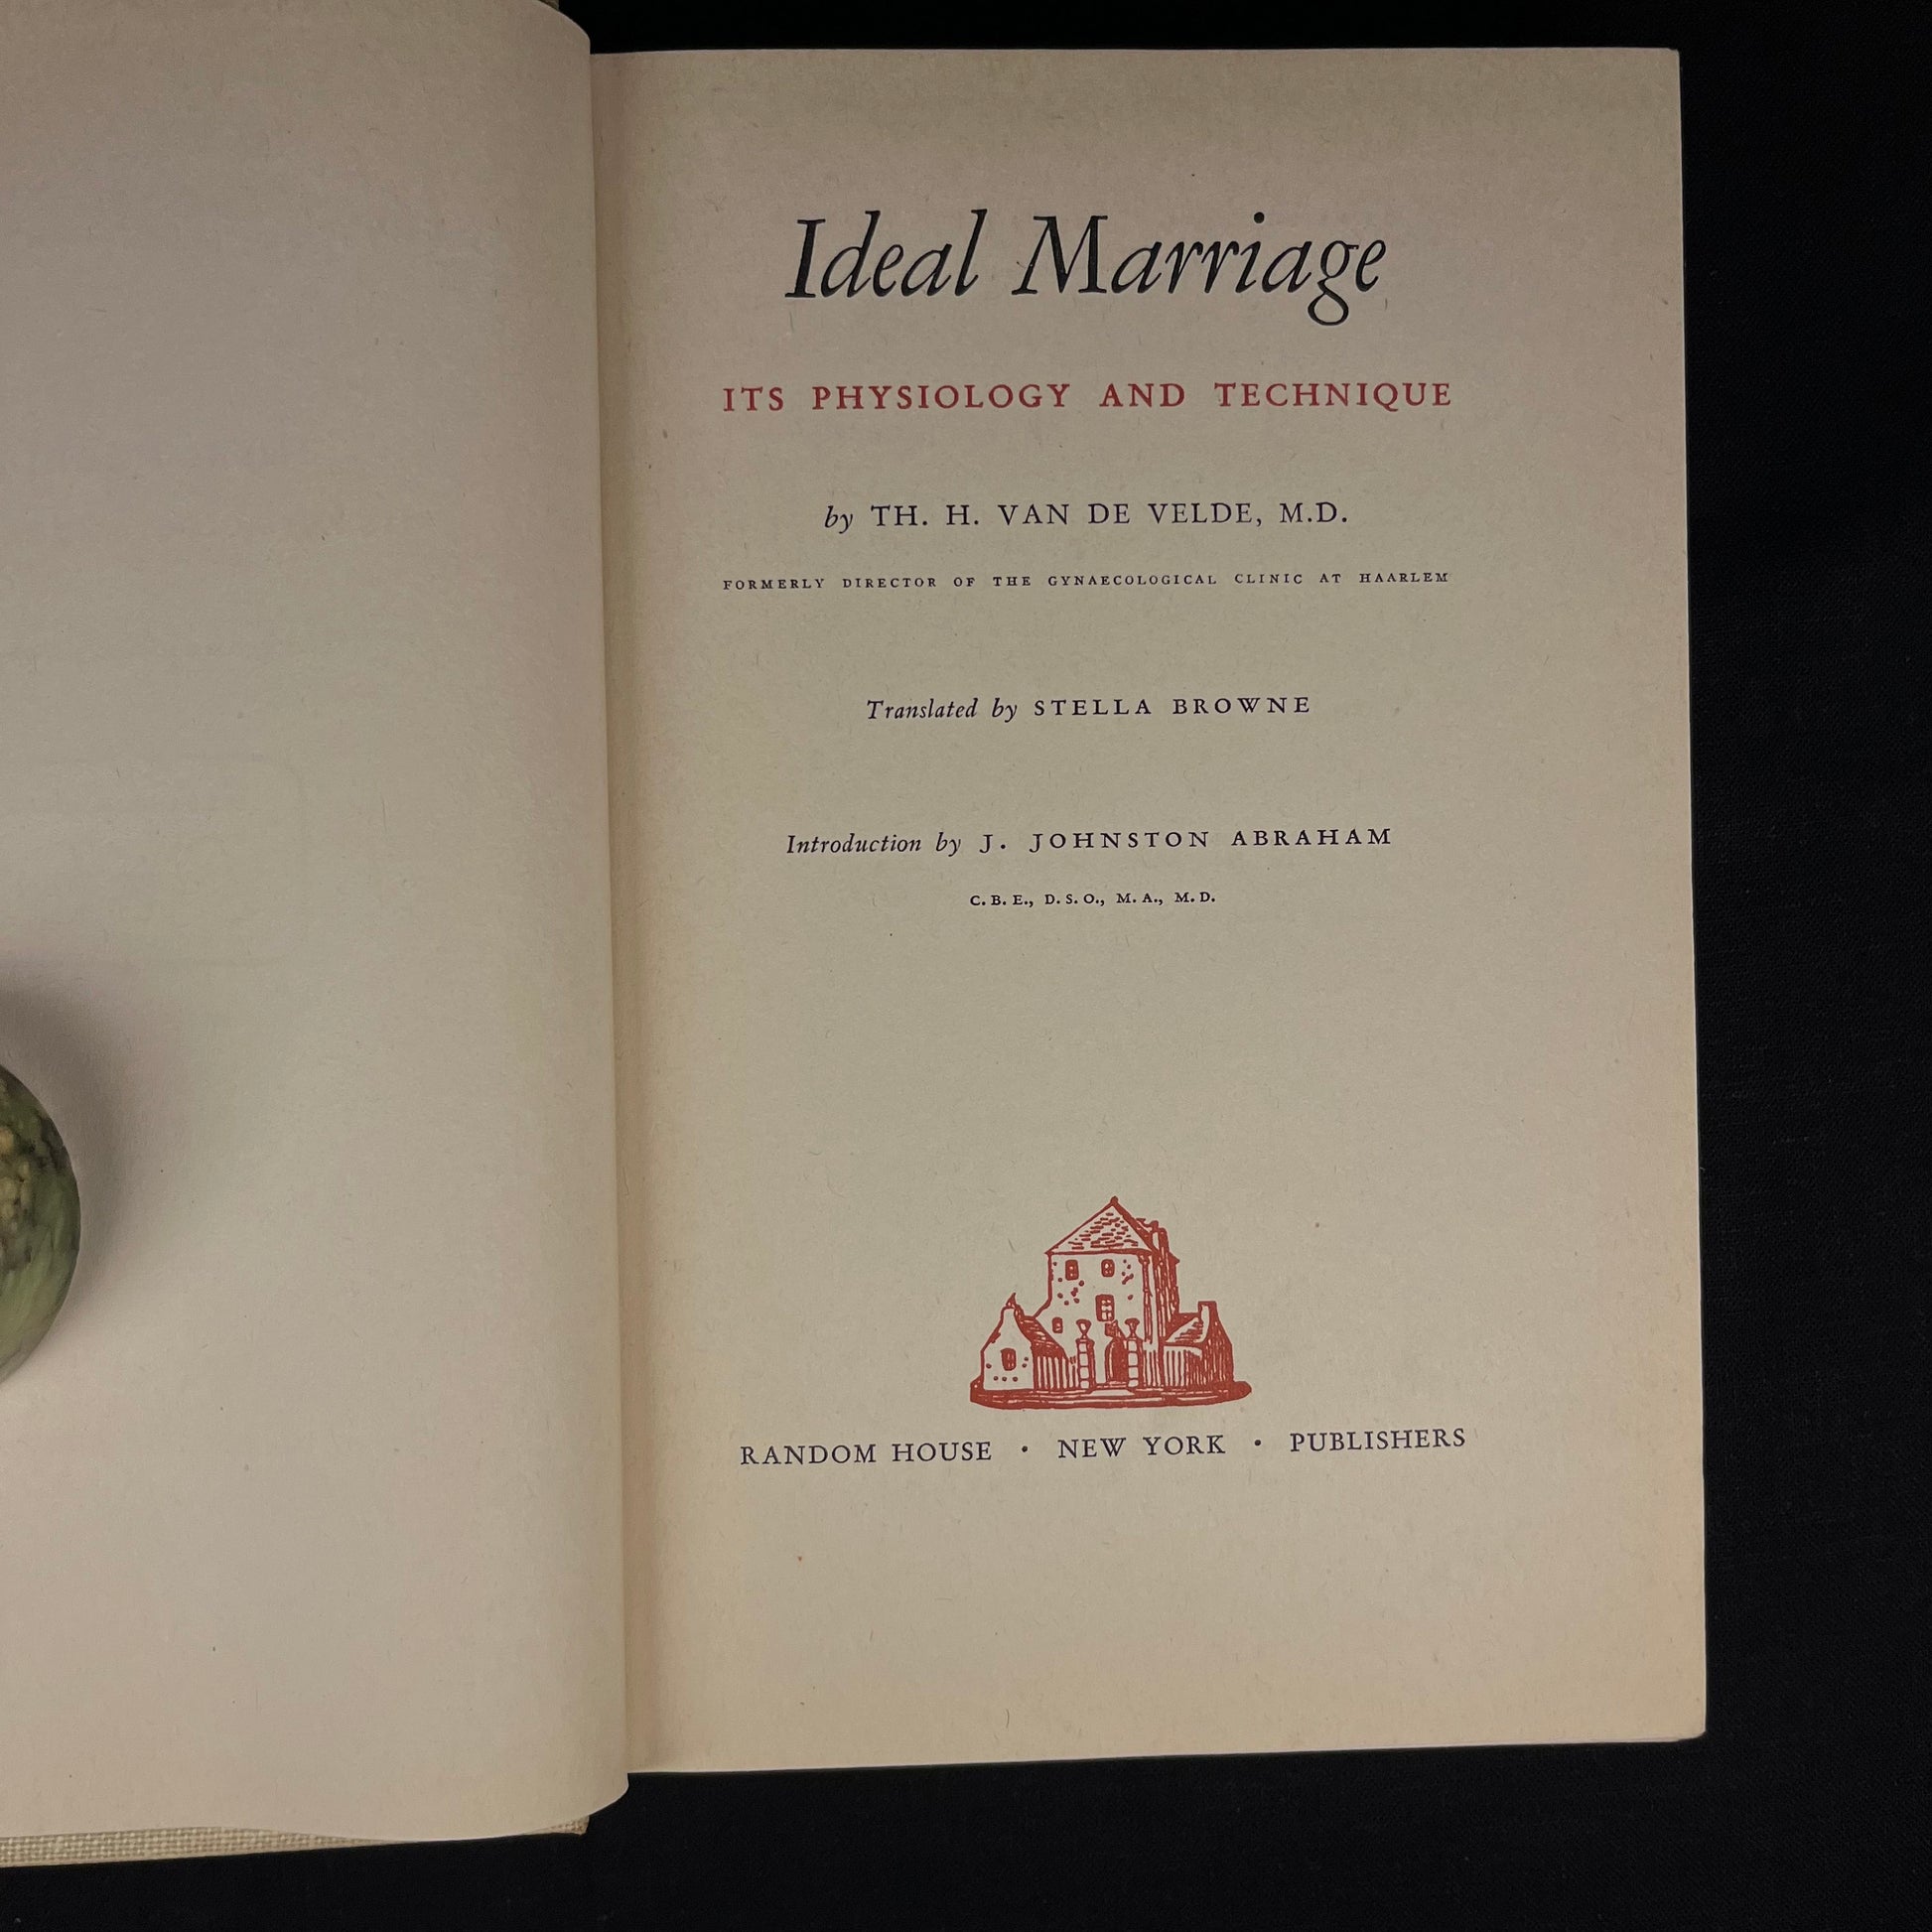 Ideal Marriage
ITS PHYSIOLOGY AND TECHNIQUE
by TH. H. VAN DE VELDE, M.D.
FORMERLY DIRECTOR OF THE GYNAECOLOGICAL CLINIC AT HAARLEM
Translated by STELLA BROWNE
Introduction by J. JOHNSTON ABRAHAM
C. B. E., D. S. O., M. A., M. D.
RANDOM HOUSE · NEW YORK · PUBLISHERS